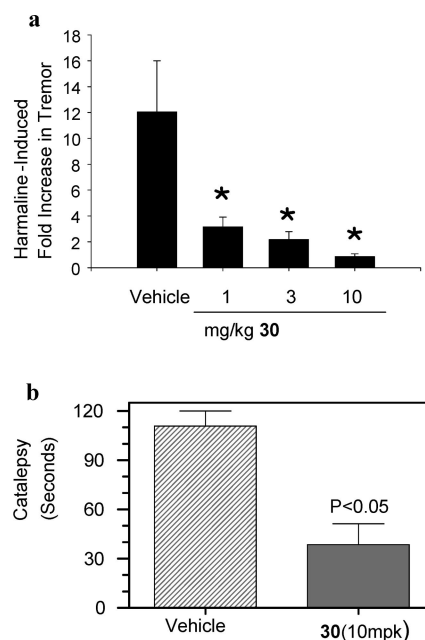 a
Harmaline -Induced
Fold Increase in Tremor
18
16
14
12
10
8
6
4
2
0
* * *
Vehicle 1 3 10
mg/kg 30
b
Catalepsy
(Seconds)
120
90
60
30
0
P<0.05
Vehicle 30(10mpk)